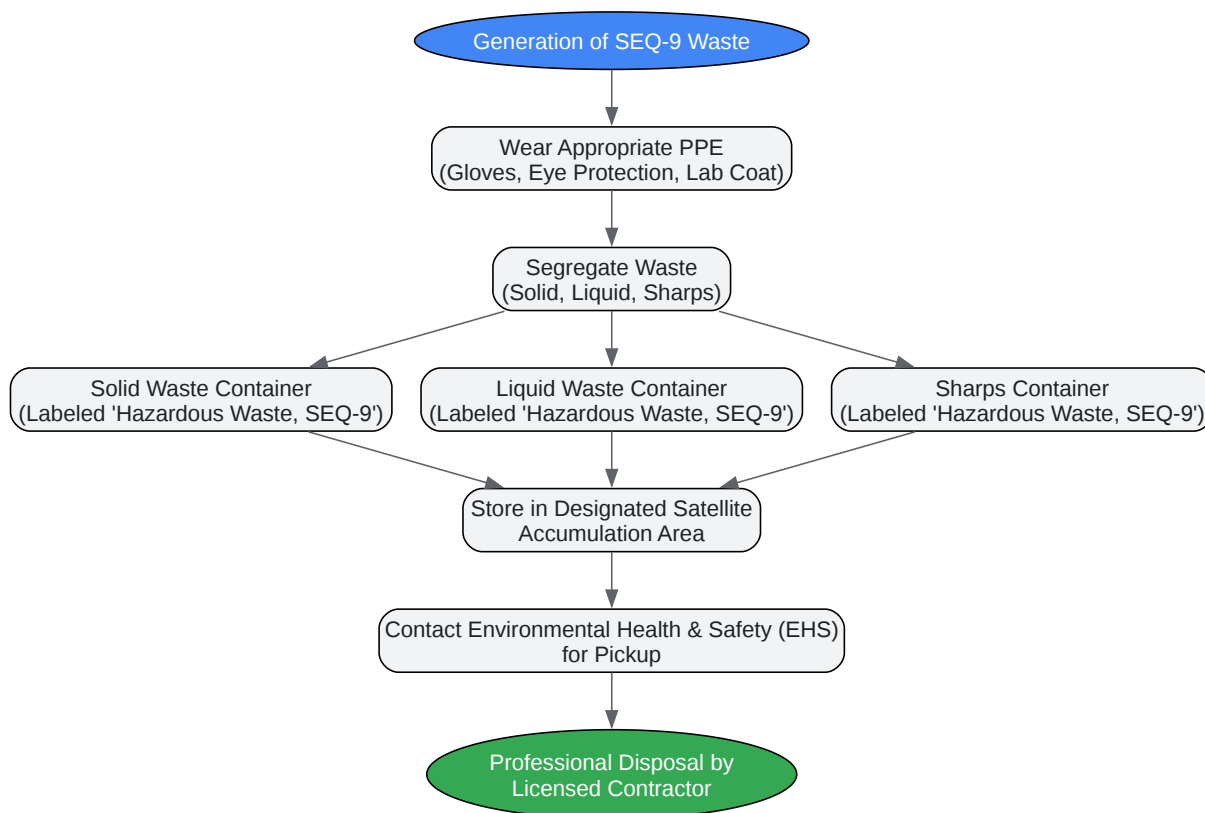 Generation of SEQ-9 Waste
Wear Appropriate PPE
(Gloves, Eye Protection, Lab Coat)
Segregate Waste
(Solid, Liquid, Sharps)
Solid Waste Container
(Labeled 'Hazardous Waste, SEQ-9')
Liquid Waste Container
(Labeled 'Hazardous Waste, SEQ-9')
Sharps Container
(Labeled 'Hazardous Waste, SEQ-9')
Store in Designated Satellite
Accumulation Area
Contact Environmental Health & Safety (EHS)
for Pickup
Professional Disposal by
Licensed Contractor